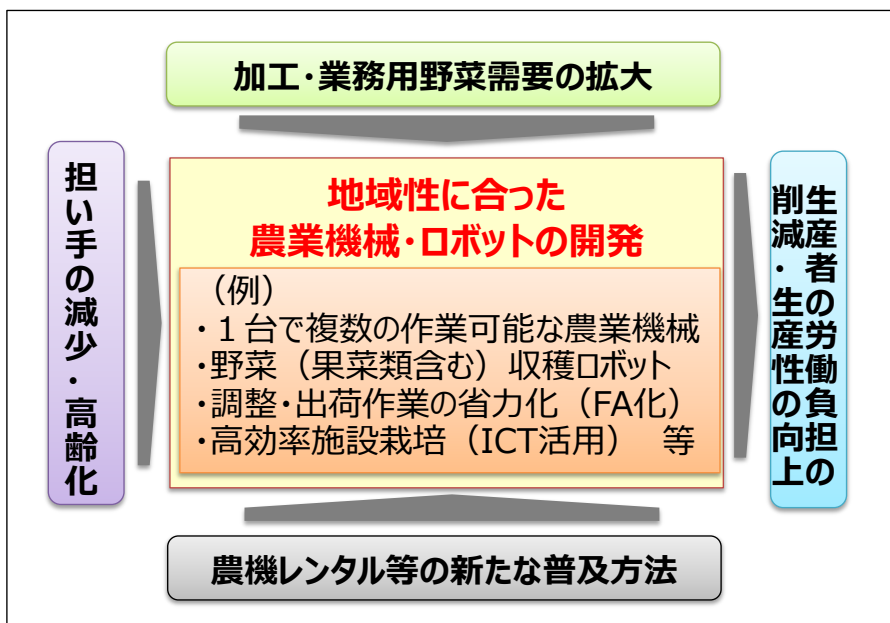 加工・業務用野菜需要の拡大
担い手の減少・高齢化
地域性に合った
農業機械・ロボットの開発
（例）
・１台で複数の作業可能な農業機械
・野菜（果菜類含む）収穫ロボット
・調整・出荷作業の省力化（FA化）
・高効率施設栽培（ICT活用）　等
生産者の労働負担の
削減・生産性の向上
農機レンタル等の新たな普及方法